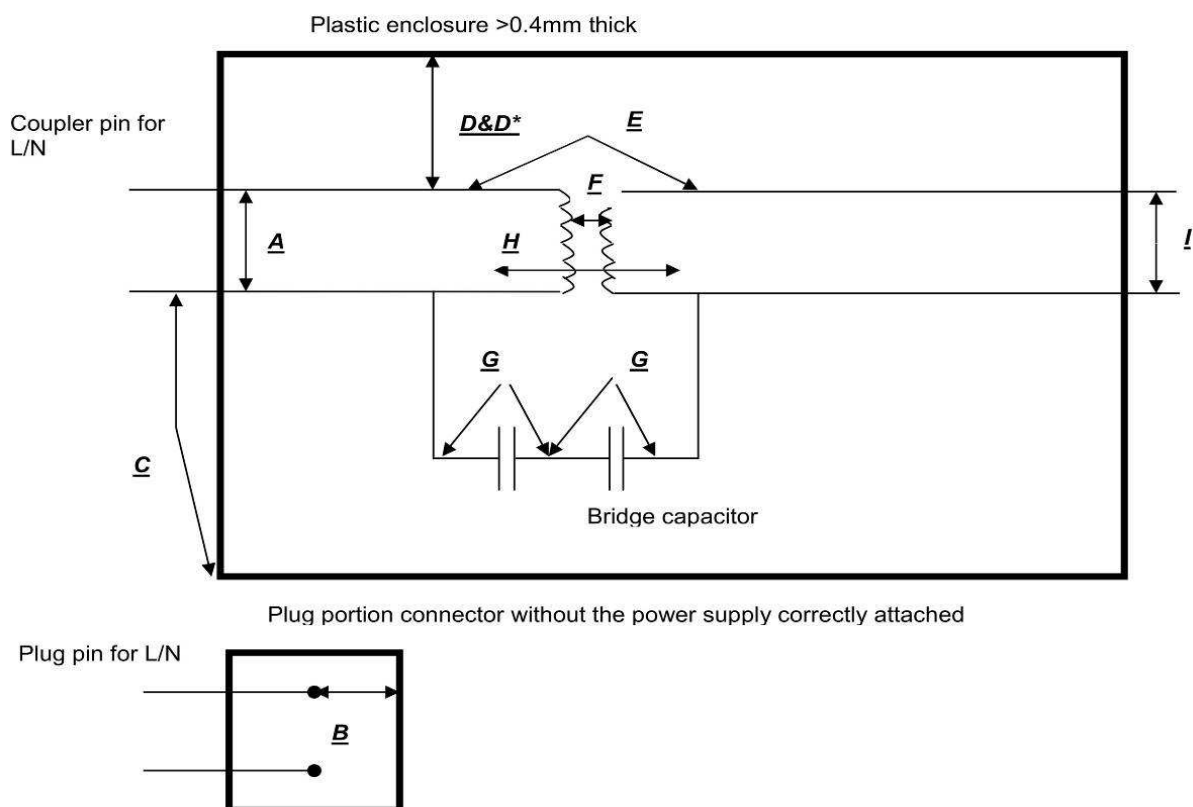 Plastic enclosure >0.4mm thick
Coupler pin for
L/N
D&D*
E
F
A
H
I
G
G
C
Bridge capacitor
Plug portion connector without the power supply correctly attached
Plug pin for L/N
B